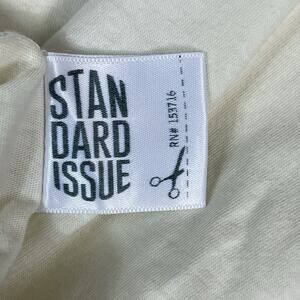 STAN
DARD
ISSUE
RN# 153716